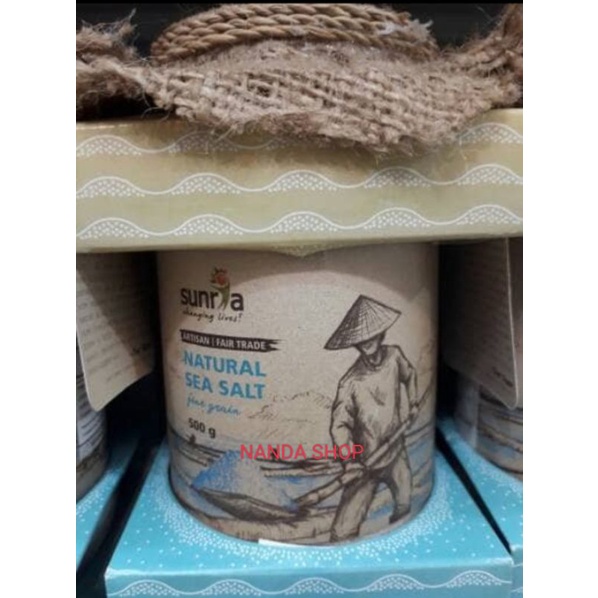 sunria
changing lives!
ARTISAN | FAIR TRADE
NATURAL
SEA SALT
fine grain
500 g
NANDA SHOP